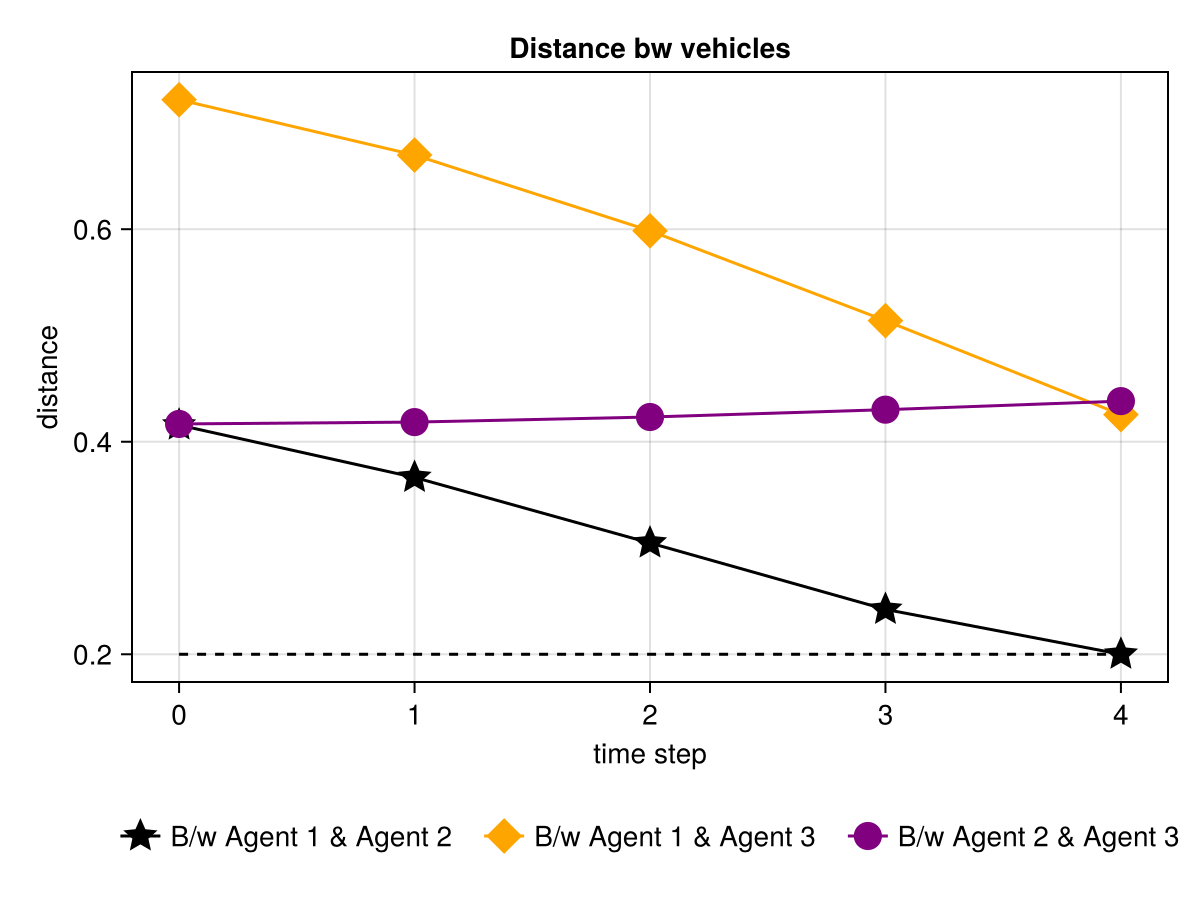 Distance bw vehicles
distance
0.6
0.4
0.2
0 1 2 3 4
time step
B/w Agent 1 & Agent 2 B/w Agent 1 & Agent 3 B/w Agent 2 & Agent 3